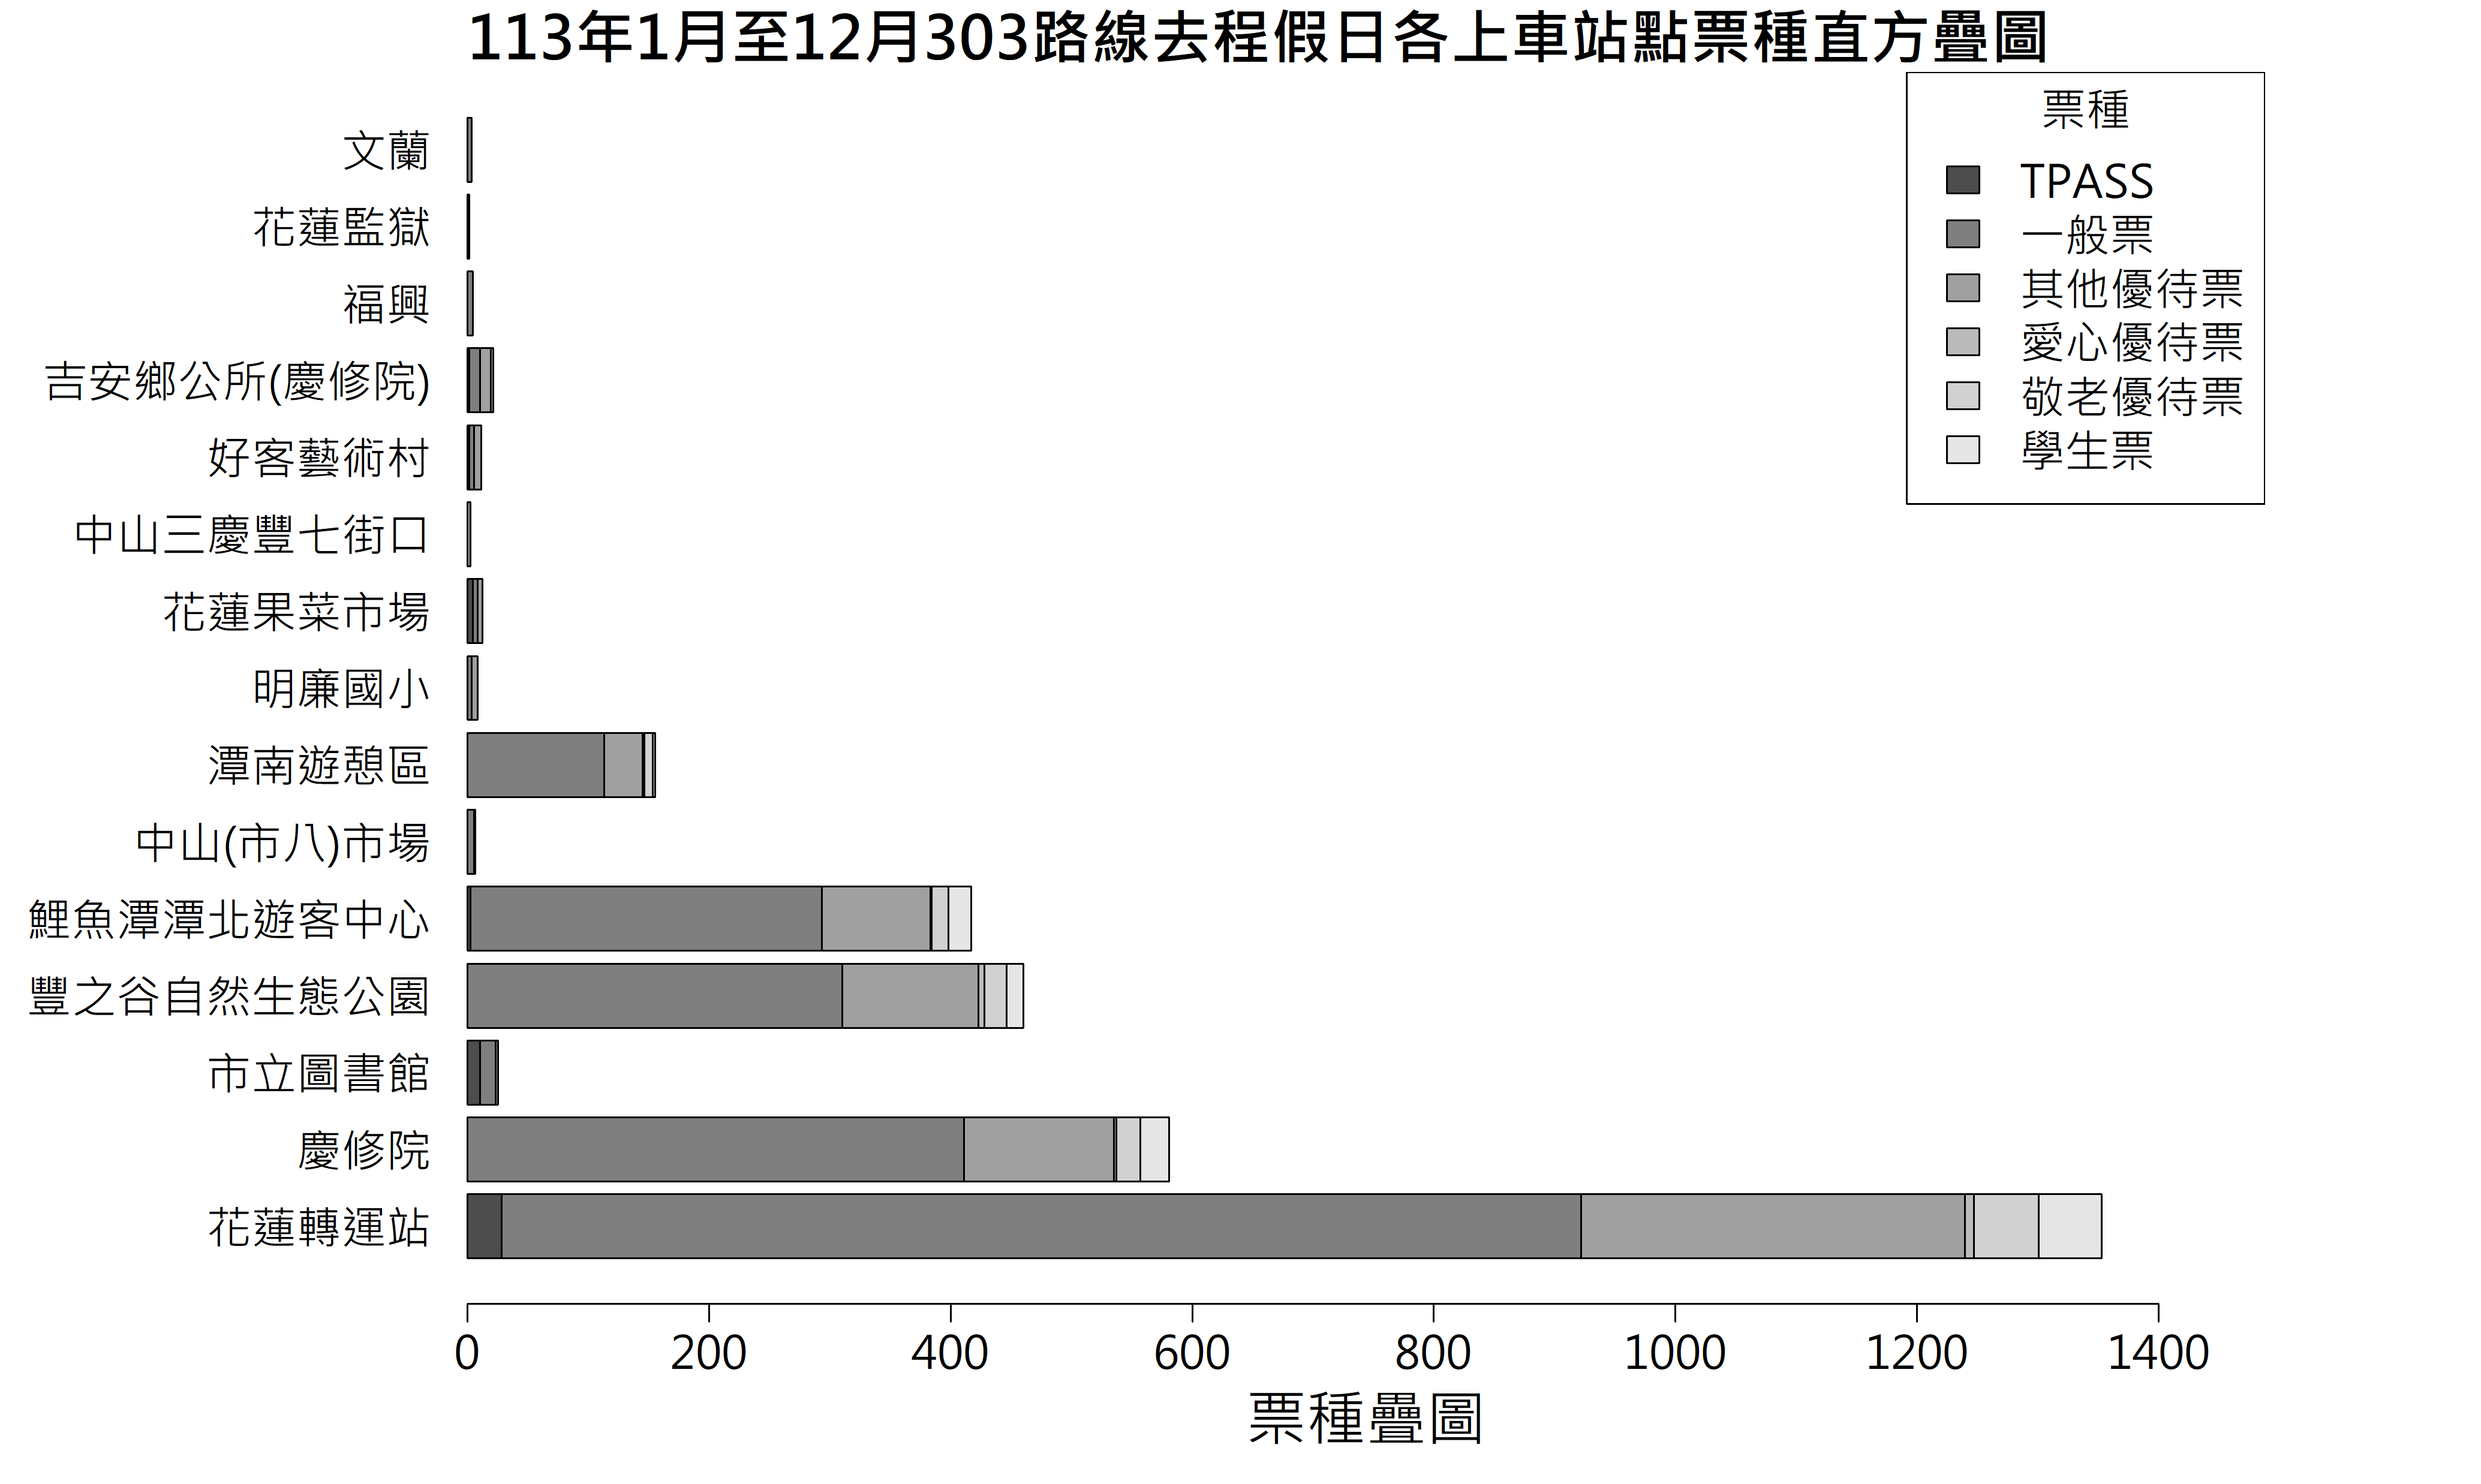 113年1月至12月303路線去程假日各上車站點票種直方疊圖
票種
TPASS
一般票
其他優待票
愛心優待票
敬老優待票
學生票
文蘭
花蓮監獄
福興
吉安鄉公所(慶修院)
好客藝術村
中山三慶豐七街口
花蓮果菜市場
明廉國小
潭南遊憩區
中山(市八)市場
鯉魚潭潭北遊客中心
豐之谷自然生態公園
市立圖書館
慶修院
花蓮轉運站
0 200 400 600 800 1000 1200 1400
票種疊圖